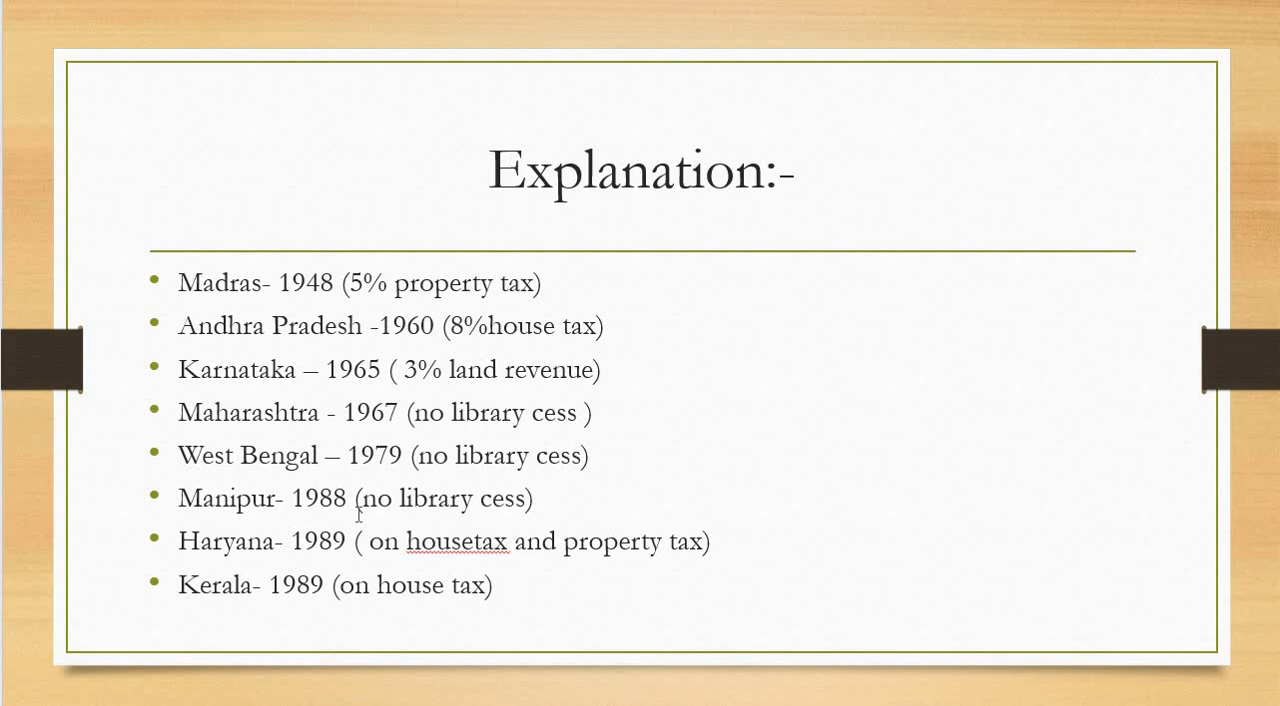 Explanation:-
• Madras- 1948 (5% property tax)
• Andhra Pradesh -1960 (8%house tax)
• Karnataka – 1965 ( 3% land revenue)
• Maharashtra - 1967 (no library cess )
• West Bengal – 1979 (no library cess)
• Manipur- 1988 (no library cess)
• Haryana- 1989 ( on housetax and property tax)
• Kerala- 1989 (on house tax)